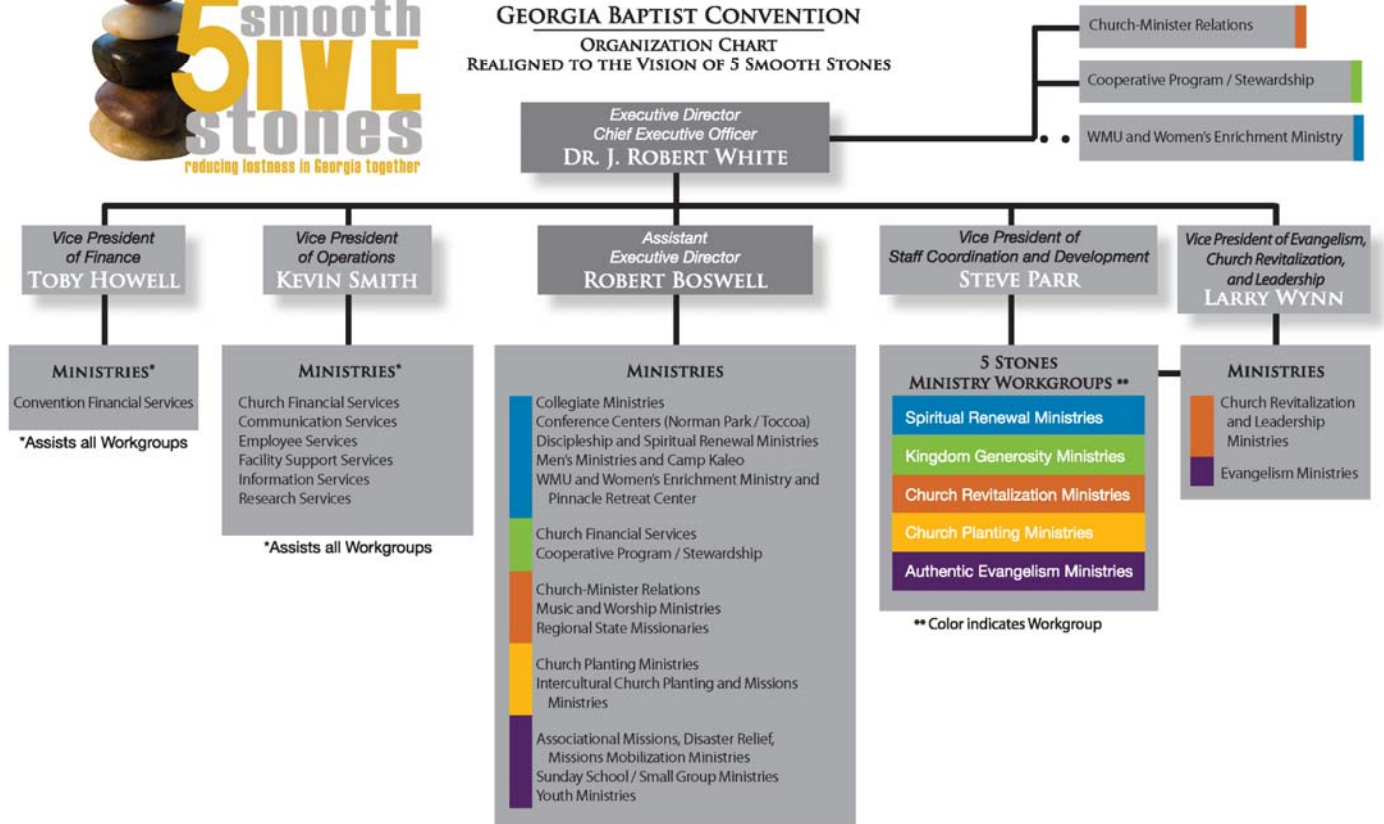 5 smooth
5IVE
stones
reducing lostness in Georgia together
GEORGIA BAPTIST CONVENTION
ORGANIZATION CHART
REALIGNED TO THE VISION OF 5 SMOOTH STONES
Church-Minister Relations
Cooperative Program / Stewardship
WMU and Women's Enrichment Ministry
Executive Director
Chief Executive Officer
DR. J. ROBERT WHITE
Vice President
of Finance
TOBY HOWELL
Vice President
of Operations
KEVIN SMITH
Assistant
Executive Director
ROBERT BOSWELL
Vice President of
Staff Coordination and Development
STEVE PARR
Vice President of Evangelism,
Church Revitalization,
and Leadership
LARRY WYNN
MINISTRIES*
Convention Financial Services
*Assists all Workgroups
MINISTRIES*
Church Financial Services
Communication Services
Employee Services
Facility Support Services
Information Services
Research Services
*Assists all Workgroups
MINISTRIES
Collegiate Ministries
Conference Centers (Norman Park / Toccoa)
Discipleship and Spiritual Renewal Ministries
Men's Ministries and Camp Kaleo
WMU and Women's Enrichment Ministry and
Pinnacle Retreat Center
Church Financial Services
Cooperative Program / Stewardship
Church-Minister Relations
Music and Worship Ministries
Regional State Missionaries
Church Planting Ministries
Intercultural Church Planting and Missions
Ministries
Associational Missions, Disaster Relief,
Missions Mobilization Ministries
Sunday School / Small Group Ministries
Youth Ministries
5 STONES
MINISTRY WORKGROUPS **
Spiritual Renewal Ministries
Kingdom Generosity Ministries
Church Revitalization Ministries
Church Planting Ministries
Authentic Evangelism Ministries
** Color indicates Workgroup
MINISTRIES
Church Revitalization
and Leadership
Ministries
Evangelism Ministries